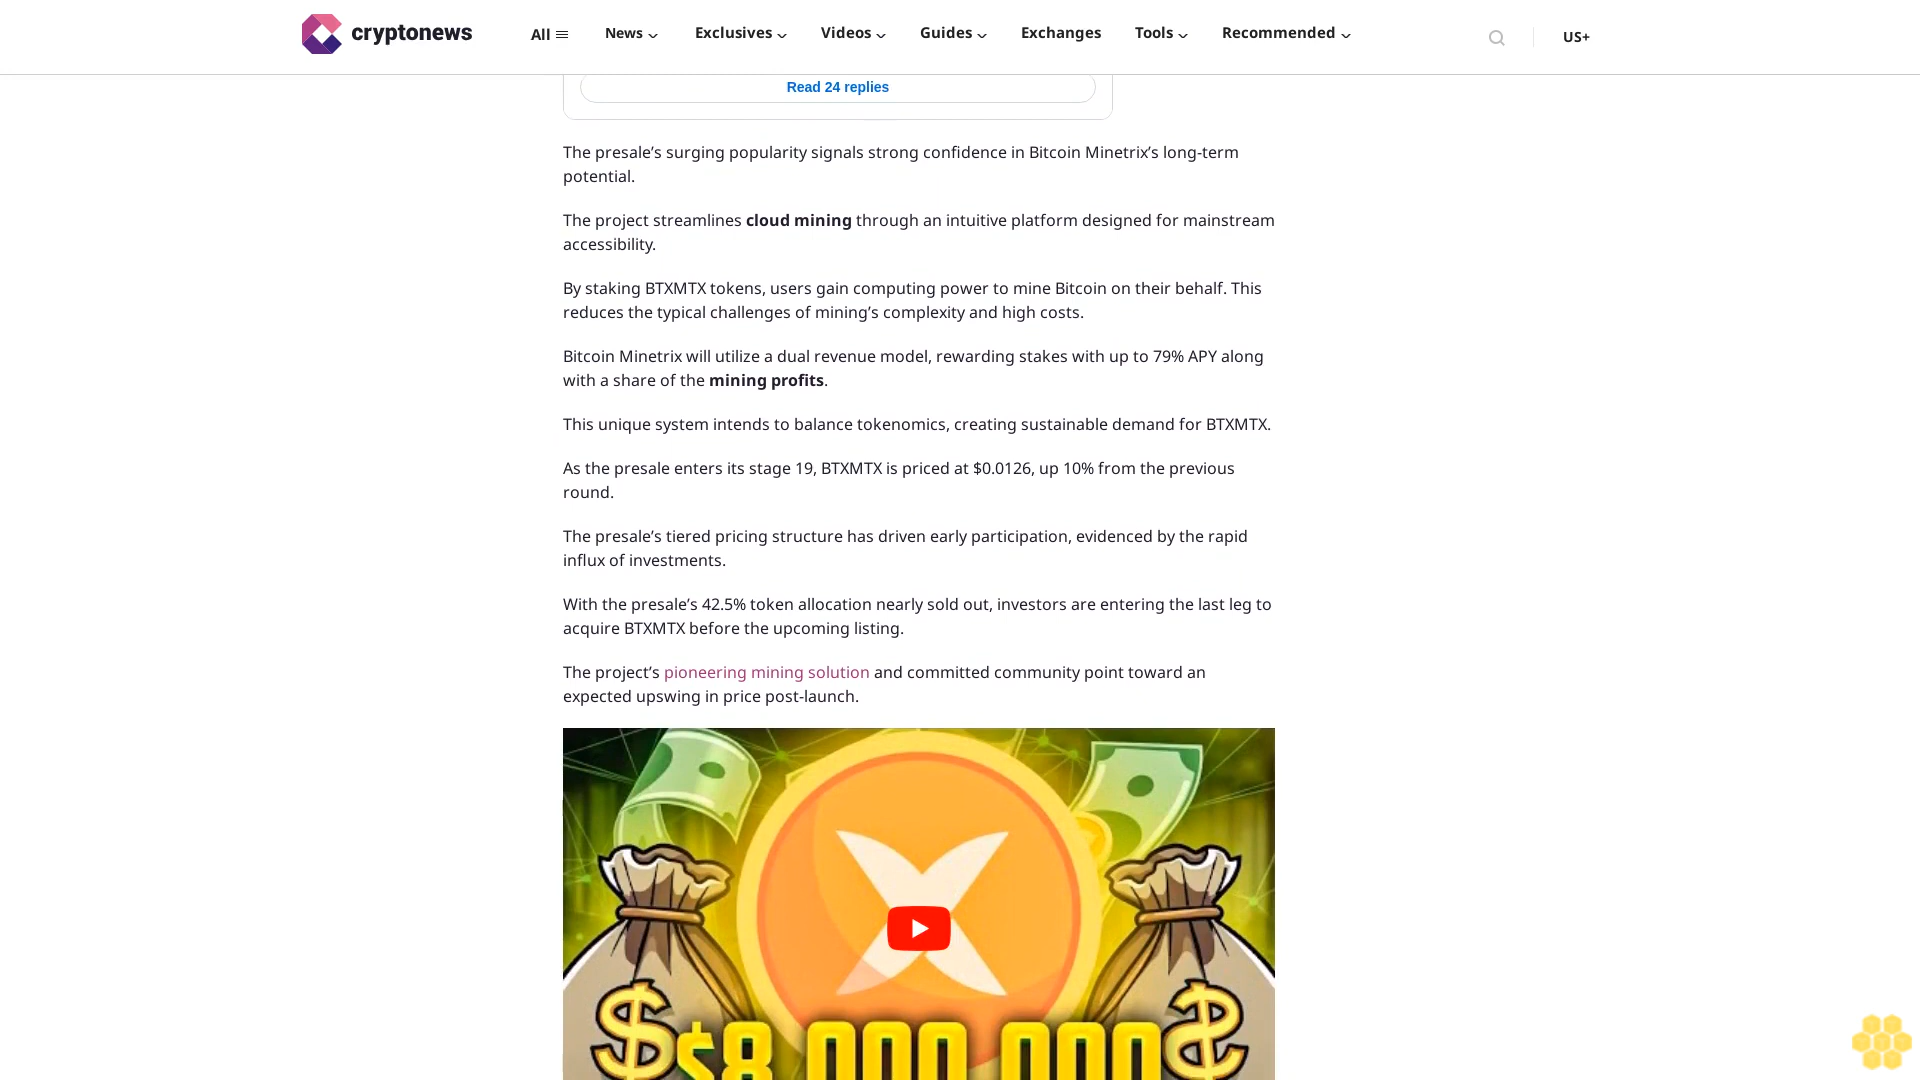 cryptonews
All
News
Exclusives
Videos
Guides
Exchanges
Tools
Recommended
US+
Read 24 replies
The presale’s surging popularity signals strong confidence in Bitcoin Minetrix’s long-term
potential.
The project streamlines cloud mining through an intuitive platform designed for mainstream
accessibility.
By staking BTXMTX tokens, users gain computing power to mine Bitcoin on their behalf. This
reduces the typical challenges of mining’s complexity and high costs.
Bitcoin Minetrix will utilize a dual revenue model, rewarding stakes with up to 79% APY along
with a share of the mining profits.
This unique system intends to balance tokenomics, creating sustainable demand for BTXMTX.
As the presale enters its stage 19, BTXMTX is priced at $0.0126, up 10% from the previous
round.
The presale’s tiered pricing structure has driven early participation, evidenced by the rapid
influx of investments.
With the presale’s 42.5% token allocation nearly sold out, investors are entering the last leg to
acquire BTXMTX before the upcoming listing.
The project’s pioneering mining solution and committed community point toward an
expected upswing in price post-launch.
$ $
$8,000,000